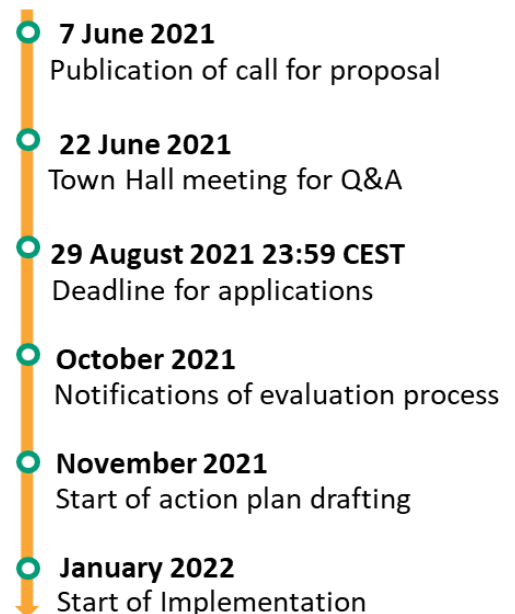 7 June 2021
Publication of call for proposal
22 June 2021
Town Hall meeting for Q&A
29 August 2021 23:59 CEST
Deadline for applications
October 2021
Notifications of evaluation process
November 2021
Start of action plan drafting
January 2022
Start of Implementation